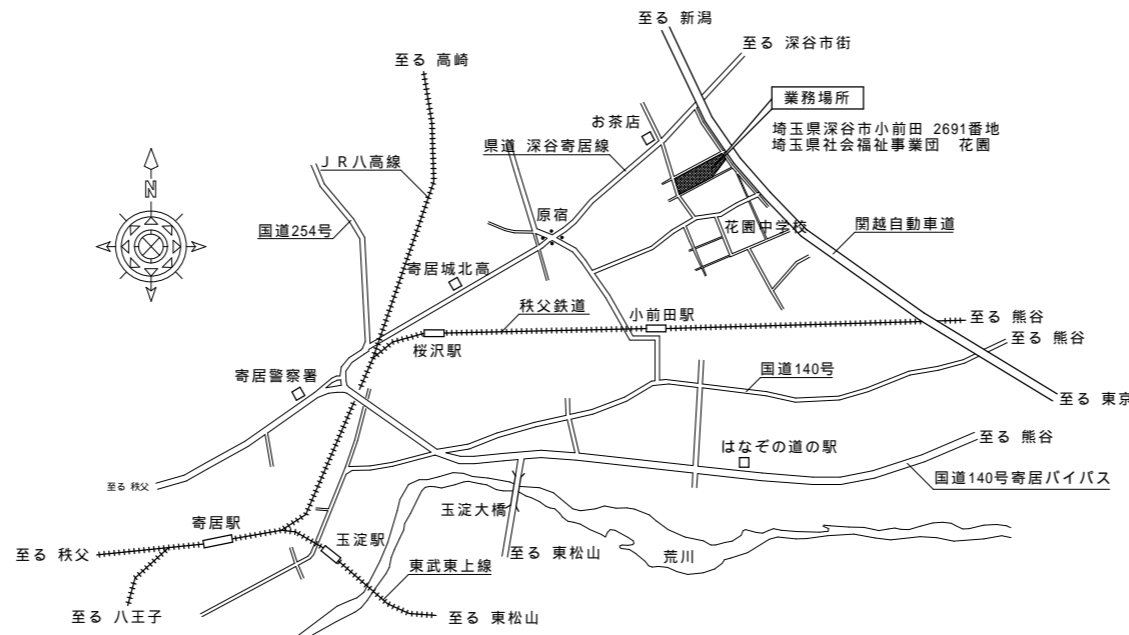 至る 新潟
至る 深谷市街
至る 高崎
業務場所
お茶店
埼玉県深谷市小前田 2691番地
埼玉県社会福祉事業団 花園
県道 深谷寄居線
JR八高線
N
原宿
花園中学校
国道254号
関越自動車道
寄居城北高
秩父鉄道
小前田駅
至る 熊谷
至る 熊谷
桜沢駅
国道140号
寄居警察署
至る 東京
至る 熊谷
はなぞの道の駅
国道140号寄居バイパス
至る 秩父
玉淀大橋
寄居駅
玉淀駅
至る 秩父
至る 東松山
荒川
東武東上線
至る 八王子
至る 東松山